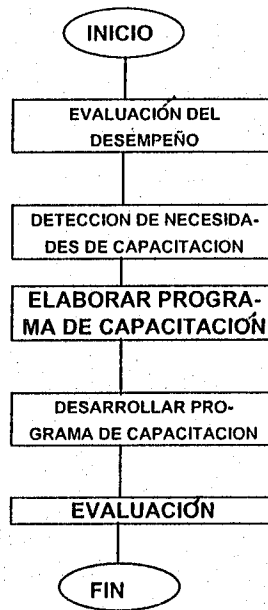 INICIO
EVALUACIÓN DEL
DESEMPEÑO
DETECCION DE NECESIDA-
DES DE CAPACITACION
ELABORAR PROGRA-
MA DE CAPACITACIÓN
DESARROLLAR PRO-
GRAMA DE CAPACITACION
EVALUACIÓN
FIN